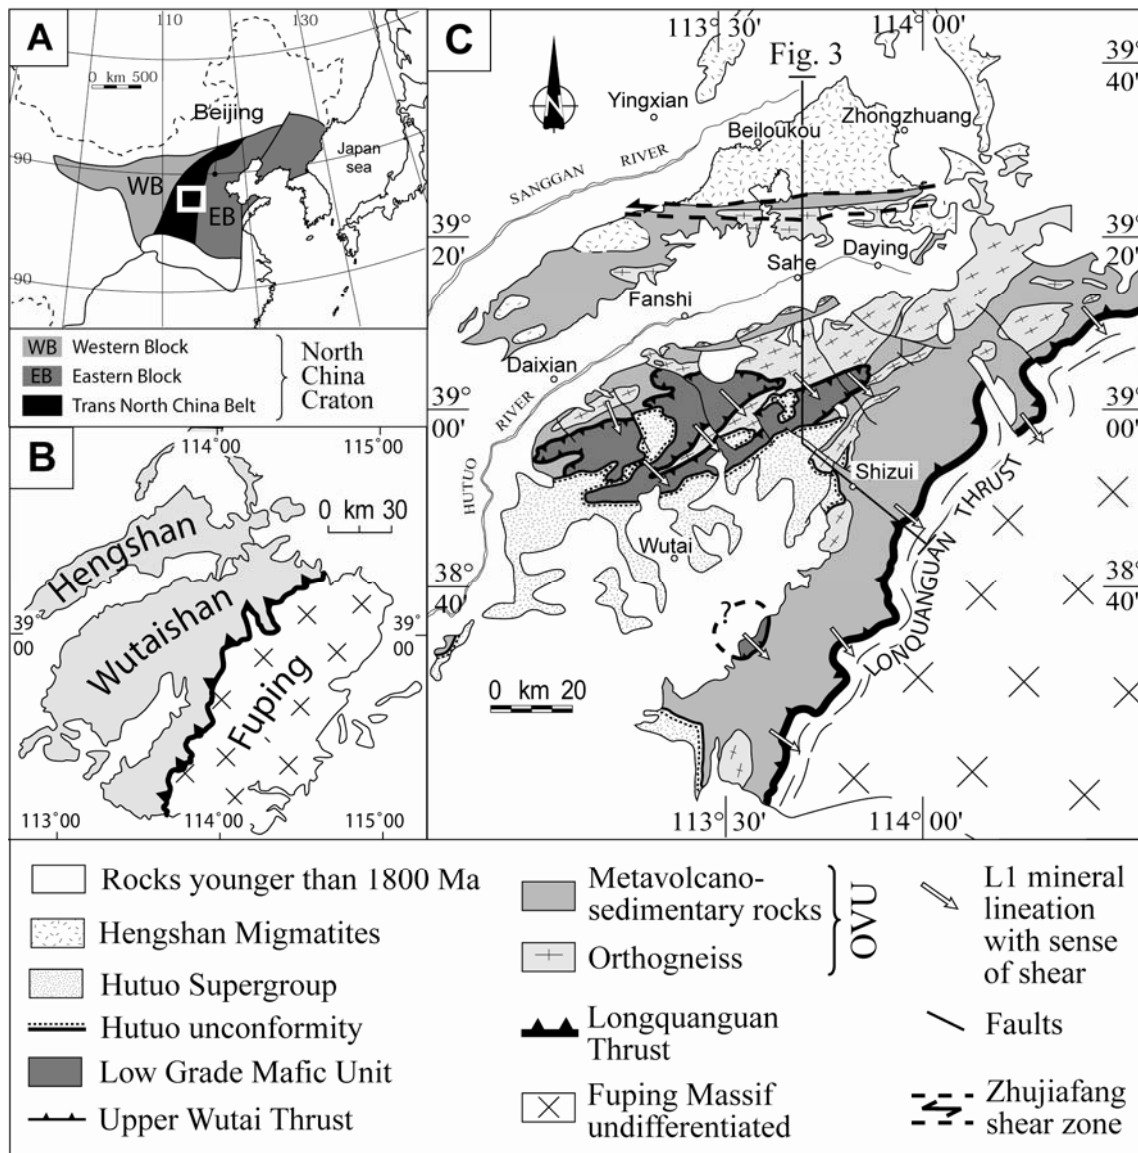 A
110
130
0 km 500
Beijing
Japan
sea
90
WB
EB
90
WB Western Block
EB Eastern Block
Trans North China Belt
North
China
Craton
B
114°00
115°00
0 km 30
Hengshan
Wutaishan
Fuping
39°
00
39°
00
113°00
114°00
115°00
C
113°30'
114°00'
Fig. 3
39°
40'
N
Yingxian
Beiloukou
Zhongzhuang
SANGGAN RIVER
39°
20'
39°
20'
Daying
Sahe
Fanshi
Daixian
39°
00'
39°
00'
HUTUO RIVER
Shizui
Wutai
LONQUANGUAN THRUST
38°
40'
38°
40'
?
0 km 20
113°30'
114°00'
Rocks younger than 1800 Ma
Hengshan Migmatites
Hutuo Supergroup
Hutuo unconformity
Low Grade Mafic Unit
Upper Wutai Thrust
Metavolcano-
sedimentary rocks
Orthogneiss
OVU
Longquanguan
Thrust
Fuping Massif
undifferentiated
L1 mineral
lineation
with sense
of shear
Faults
Zhujiafang
shear zone